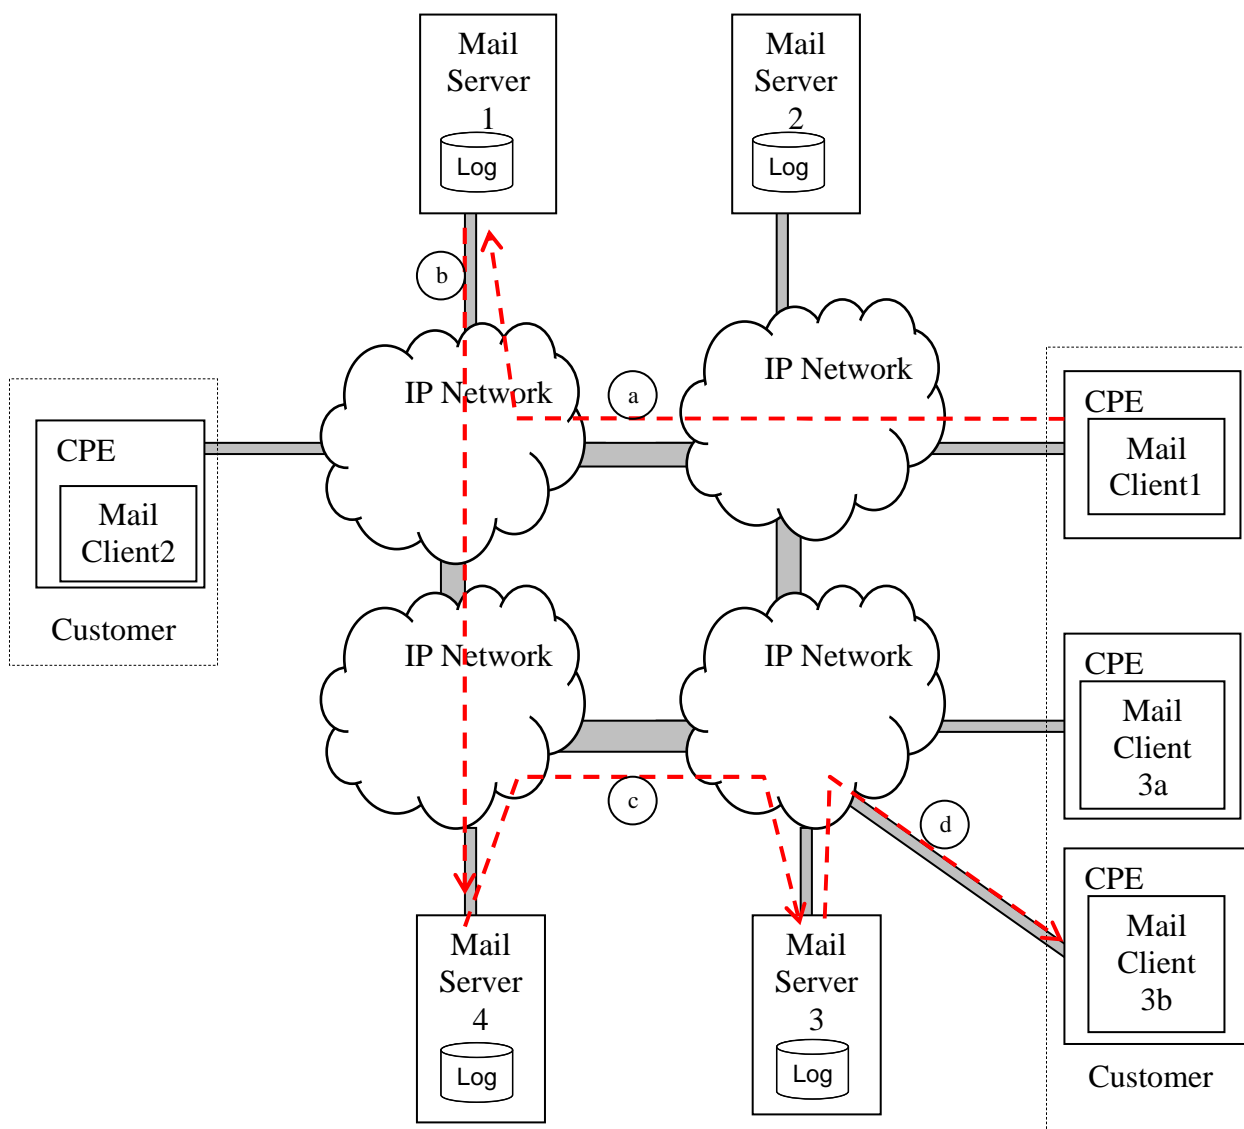 Mail
Server
1
Log
Mail
Server
2
Log
b
IP Network
IP Network
a
CPE
Mail
Client1
CPE
Mail
Client2
Customer
IP Network
IP Network
CPE
Mail
Client
3a
c
d
CPE
Mail
Client
3b
Customer
Mail
Server
4
Log
Mail
Server
3
Log